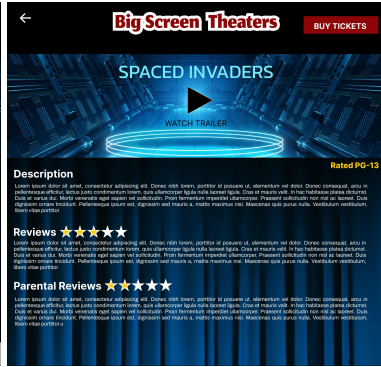 Big Screen Theaters
BUY TICKETS
SPACED INVADERS
WATCH TRAILER
Rated PG-13
Description
Lorem ipsum dolor sit amet, consectetur adipiscing elit. Donec nibh lorem, porttitor id posuere ut, elementum vel dolor. Donec consequat, arcu in
pellentesque efficitur, lectus justo condimentum lorem, quis ullamcorper ligula nulla laoreet ligula. Cras et mauris velit. In hac habitasse platea dictumst.
Duis et varius dui. Morbi venenatis eget sapien vel sollicitudin. Proin fermentum imperdiet ullamcorper. Praesent sollicitudin ac nisi id laoreet. Duis
dignissim ornare tincidunt. Pellentesque ipsum est, dignissim sed mauris a, mattis maximus nisi. Maecenas quis purus nulla. Vestibulum vestibulum,
libero vitae porttitor
Reviews
Lorem ipsum dolor sit amet, consectetur adipiscing elit. Donec nibh lorem, porttitor id posuere ut, elementum vel dolor. Donec consequat, arcu in
pellentesque efficitur, lectus justo condimentum lorem, quis ullamcorper ligula nulla laoreet ligula. Cras et mauris velit. In hac habitasse platea dictumst.
Duis et varius dui. Morbi venenatis eget sapien vel sollicitudin. Proin fermentum imperdiet ullamcorper. Praesent sollicitudin ac nisi id laoreet. Duis
dignissim ornare tincidunt. Pellentesque ipsum est, dignissim sed mauris a, mattis maximus nisi. Maecenas quis purus nulla. Vestibulum vestibulum,
libero vitae porttitor
Parental Reviews
Lorem ipsum dolor sit amet, consectetur adipiscing elit. Donec nibh lorem, porttitor id posuere ut, elementum vel dolor. Donec consequat, arcu in
pellentesque efficitur, lectus justo condimentum lorem, quis ullamcorper ligula nulla laoreet ligula. Cras et mauris velit. In hac habitasse platea dictumst.
Duis et varius dui. Morbi venenatis eget sapien vel sollicitudin. Proin fermentum imperdiet ullamcorper. Praesent sollicitudin ac nisi id laoreet. Duis
dignissim ornare tincidunt. Pellentesque ipsum est, dignissim sed mauris a, mattis maximus nisi. Maecenas quis purus nulla. Vestibulum vestibulum,
libero vitae porttitor u